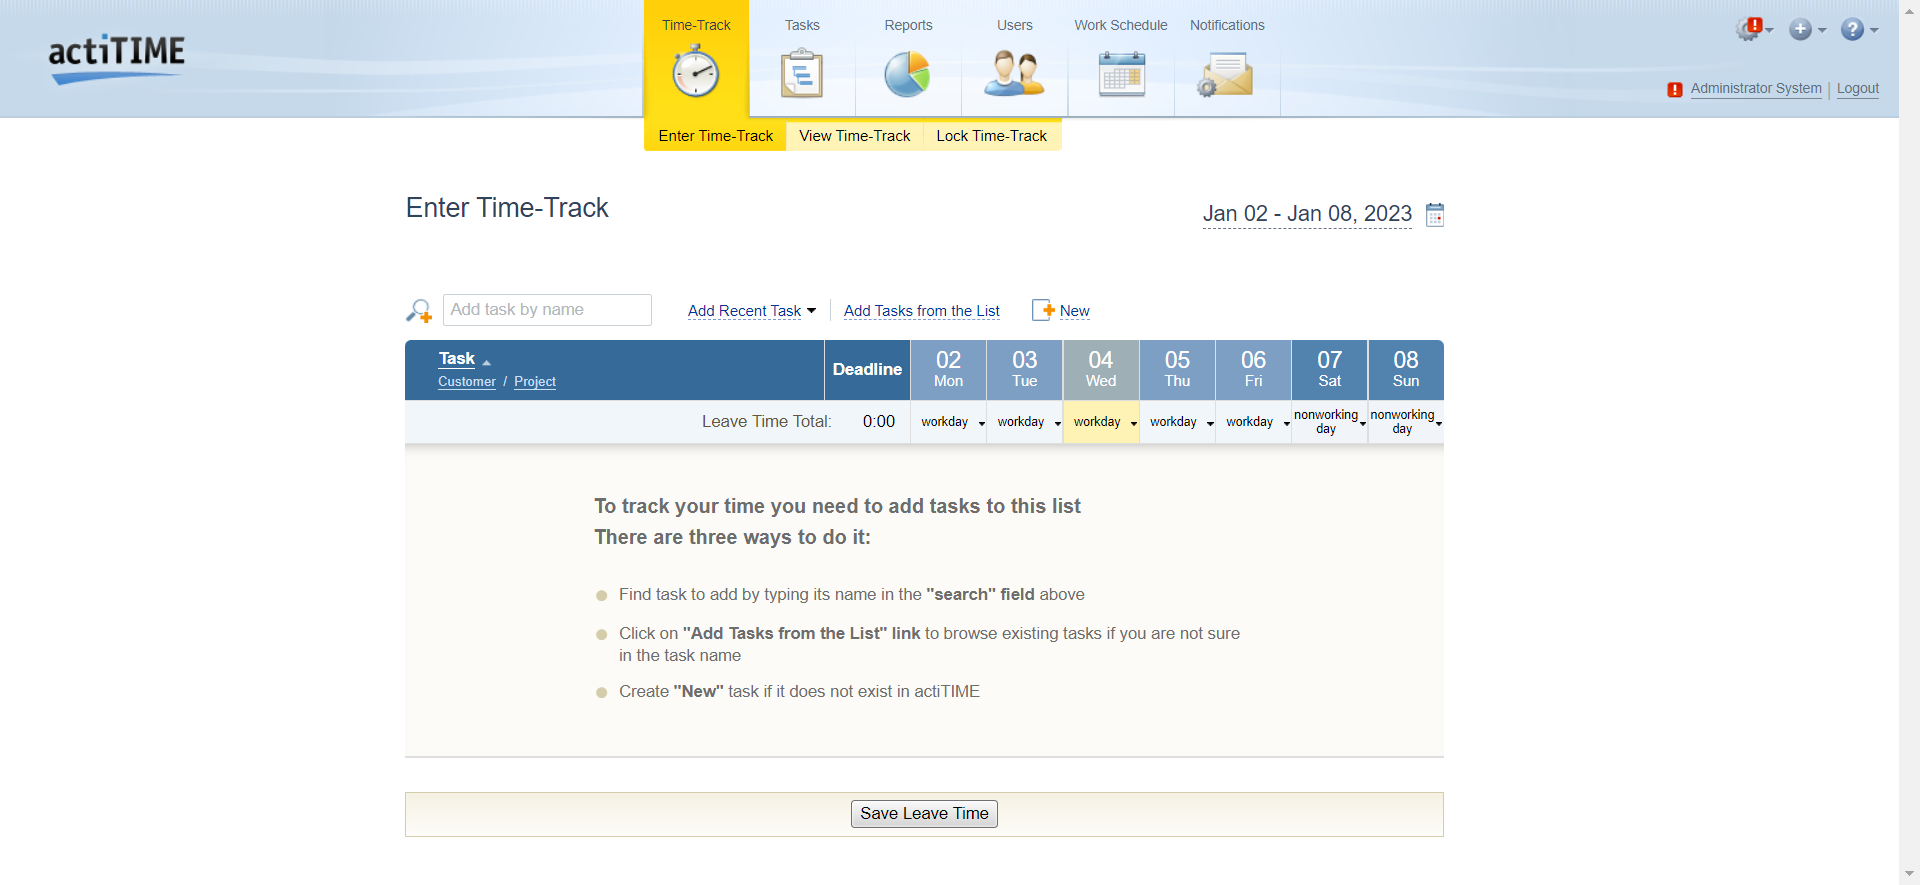 actiTIME
Time-Track
Tasks
Reports
Users
Work Schedule
Notifications
Administrator System
Logout
Enter Time-Track
View Time-Track
Lock Time-Track
Enter Time-Track
Jan 02 - Jan 08, 2023
Add task by name
Add Recent Task
Add Tasks from the List
New
Task
Customer / Project
Deadline
02
Mon
03
Tue
04
Wed
05
Thu
06
Fri
07
Sat
08
Sun
Leave Time Total:
0:00
workday
workday
workday
workday
workday
nonworking
day
nonworking
day
To track your time you need to add tasks to this list
There are three ways to do it:
Find task to add by typing its name in the "search" field above
Click on "Add Tasks from the List" link to browse existing tasks if you are not sure
in the task name
Create "New" task if it does not exist in actiTIME
Save Leave Time